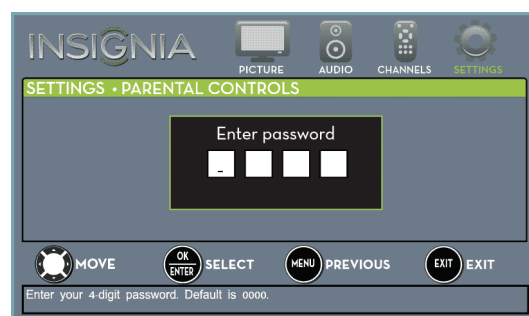 INSIGNIA
PICTURE AUDIO CHANNELS SETTINGS
SETTINGS • PARENTAL CONTROLS
Enter password
_
MOVE OK ENTER SELECT MENU PREVIOUS EXIT EXIT
Enter your 4-digit password. Default is 0000.